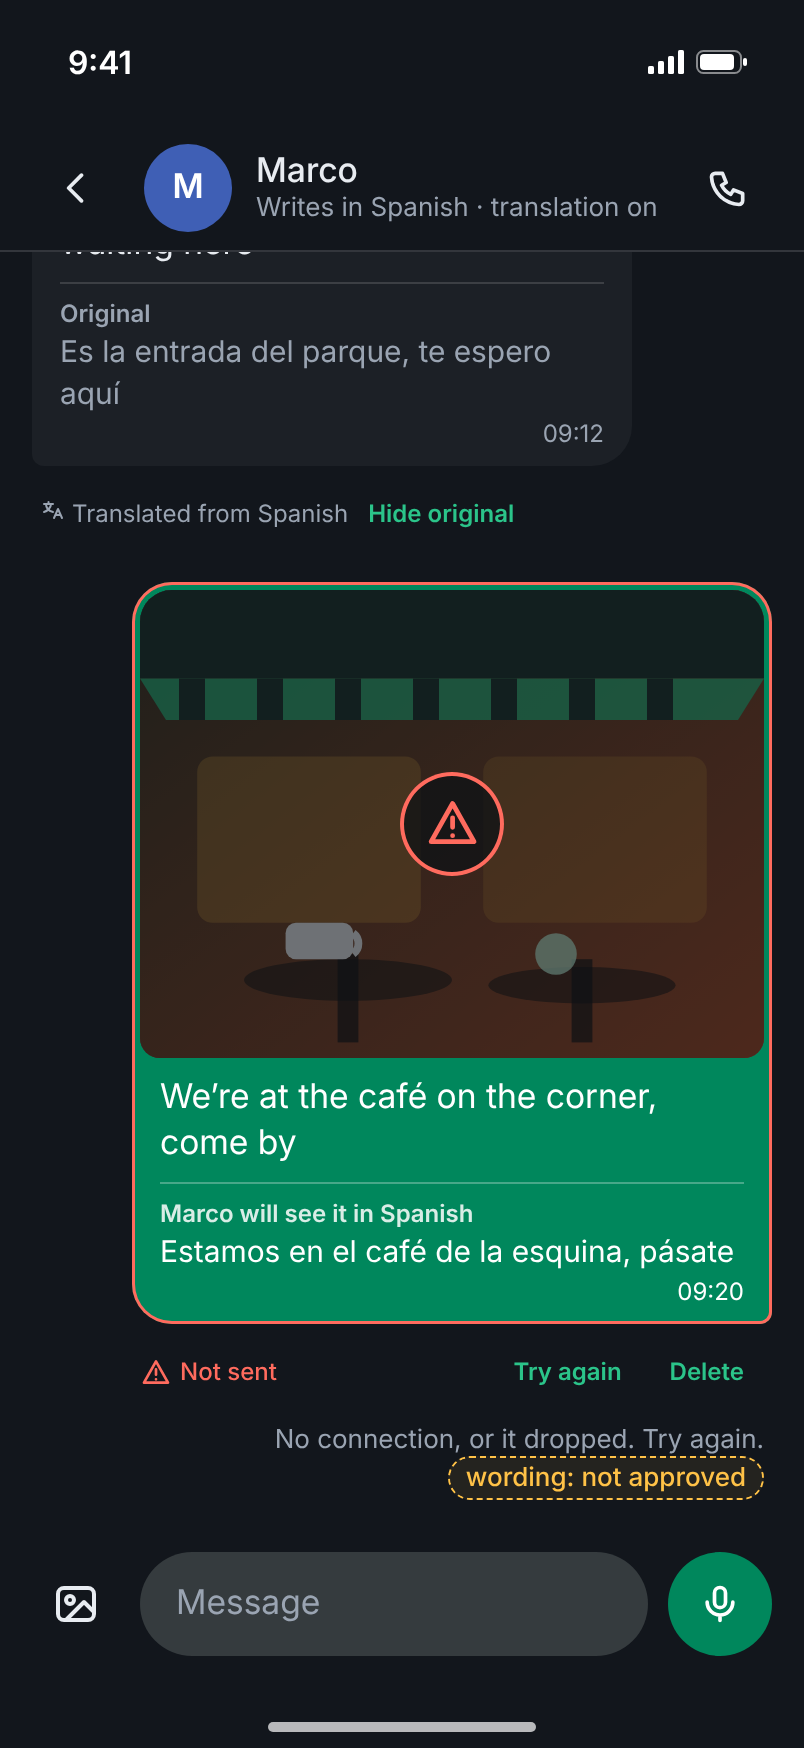 9:41
M
Marco
Writes in Spanish · translation on
Original
Es la entrada del parque, te espero
aquí
09:12
Translated from Spanish Hide original
We’re at the café on the corner,
come by
Marco will see it in Spanish
Estamos en el café de la esquina, pásate
09:20
Not sent Try again Delete
No connection, or it dropped. Try again.
wording: not approved
Message